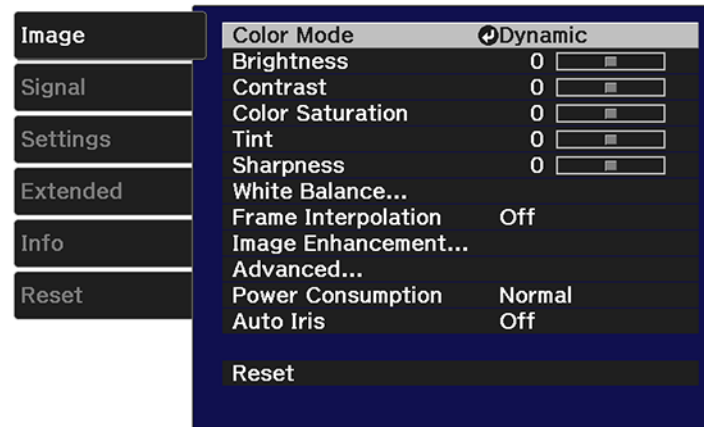 Image
Signal
Settings
Extended
Info
Reset
Color Mode Dynamic
Brightness 0
Contrast 0
Color Saturation 0
Tint 0
Sharpness 0
White Balance...
Frame Interpolation Off
Image Enhancement...
Advanced...
Power Consumption Normal
Auto Iris Off
Reset